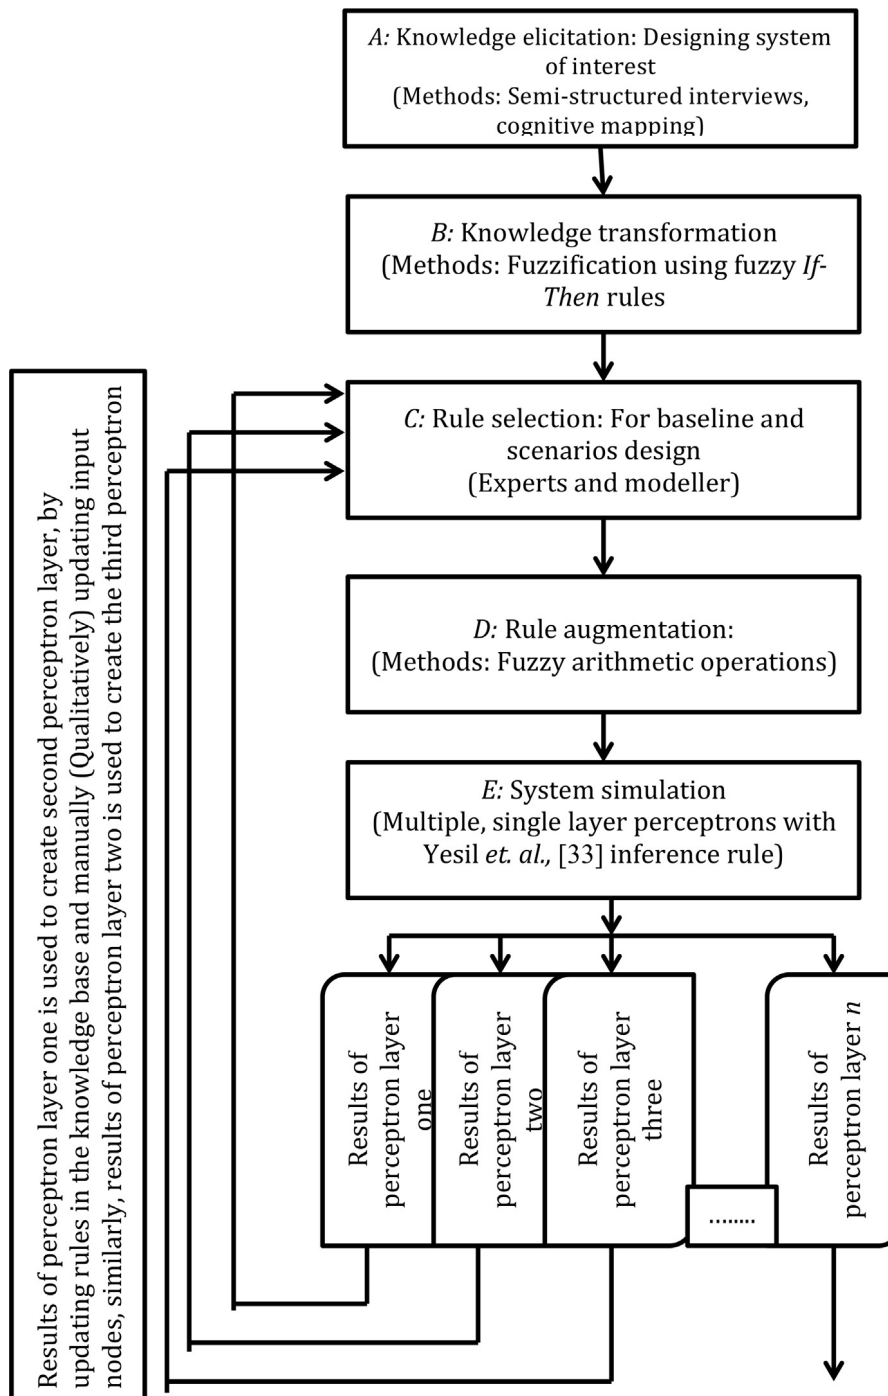 A: Knowledge elicitation: Designing system
of interest
(Methods: Semi-structured interviews,
cognitive mapping)
B: Knowledge transformation
(Methods: Fuzzification using fuzzy If-
Then rules
C: Rule selection: For baseline and
scenarios design
(Experts and modeller)
D: Rule augmentation:
(Methods: Fuzzy arithmetic operations)
E: System simulation
(Multiple, single layer perceptrons with
Yesil et. al., [33] inference rule)
Results of
perceptron layer
one
Results of
perceptron layer
two
Results of
perceptron layer
three
........
Results of
perceptron layer n
Results of perceptron layer one is used to create second perceptron layer, by
updating rules in the knowledge base and manually (Qualitatively) updating input
nodes, similarly, results of perceptron layer two is used to create the third perceptron